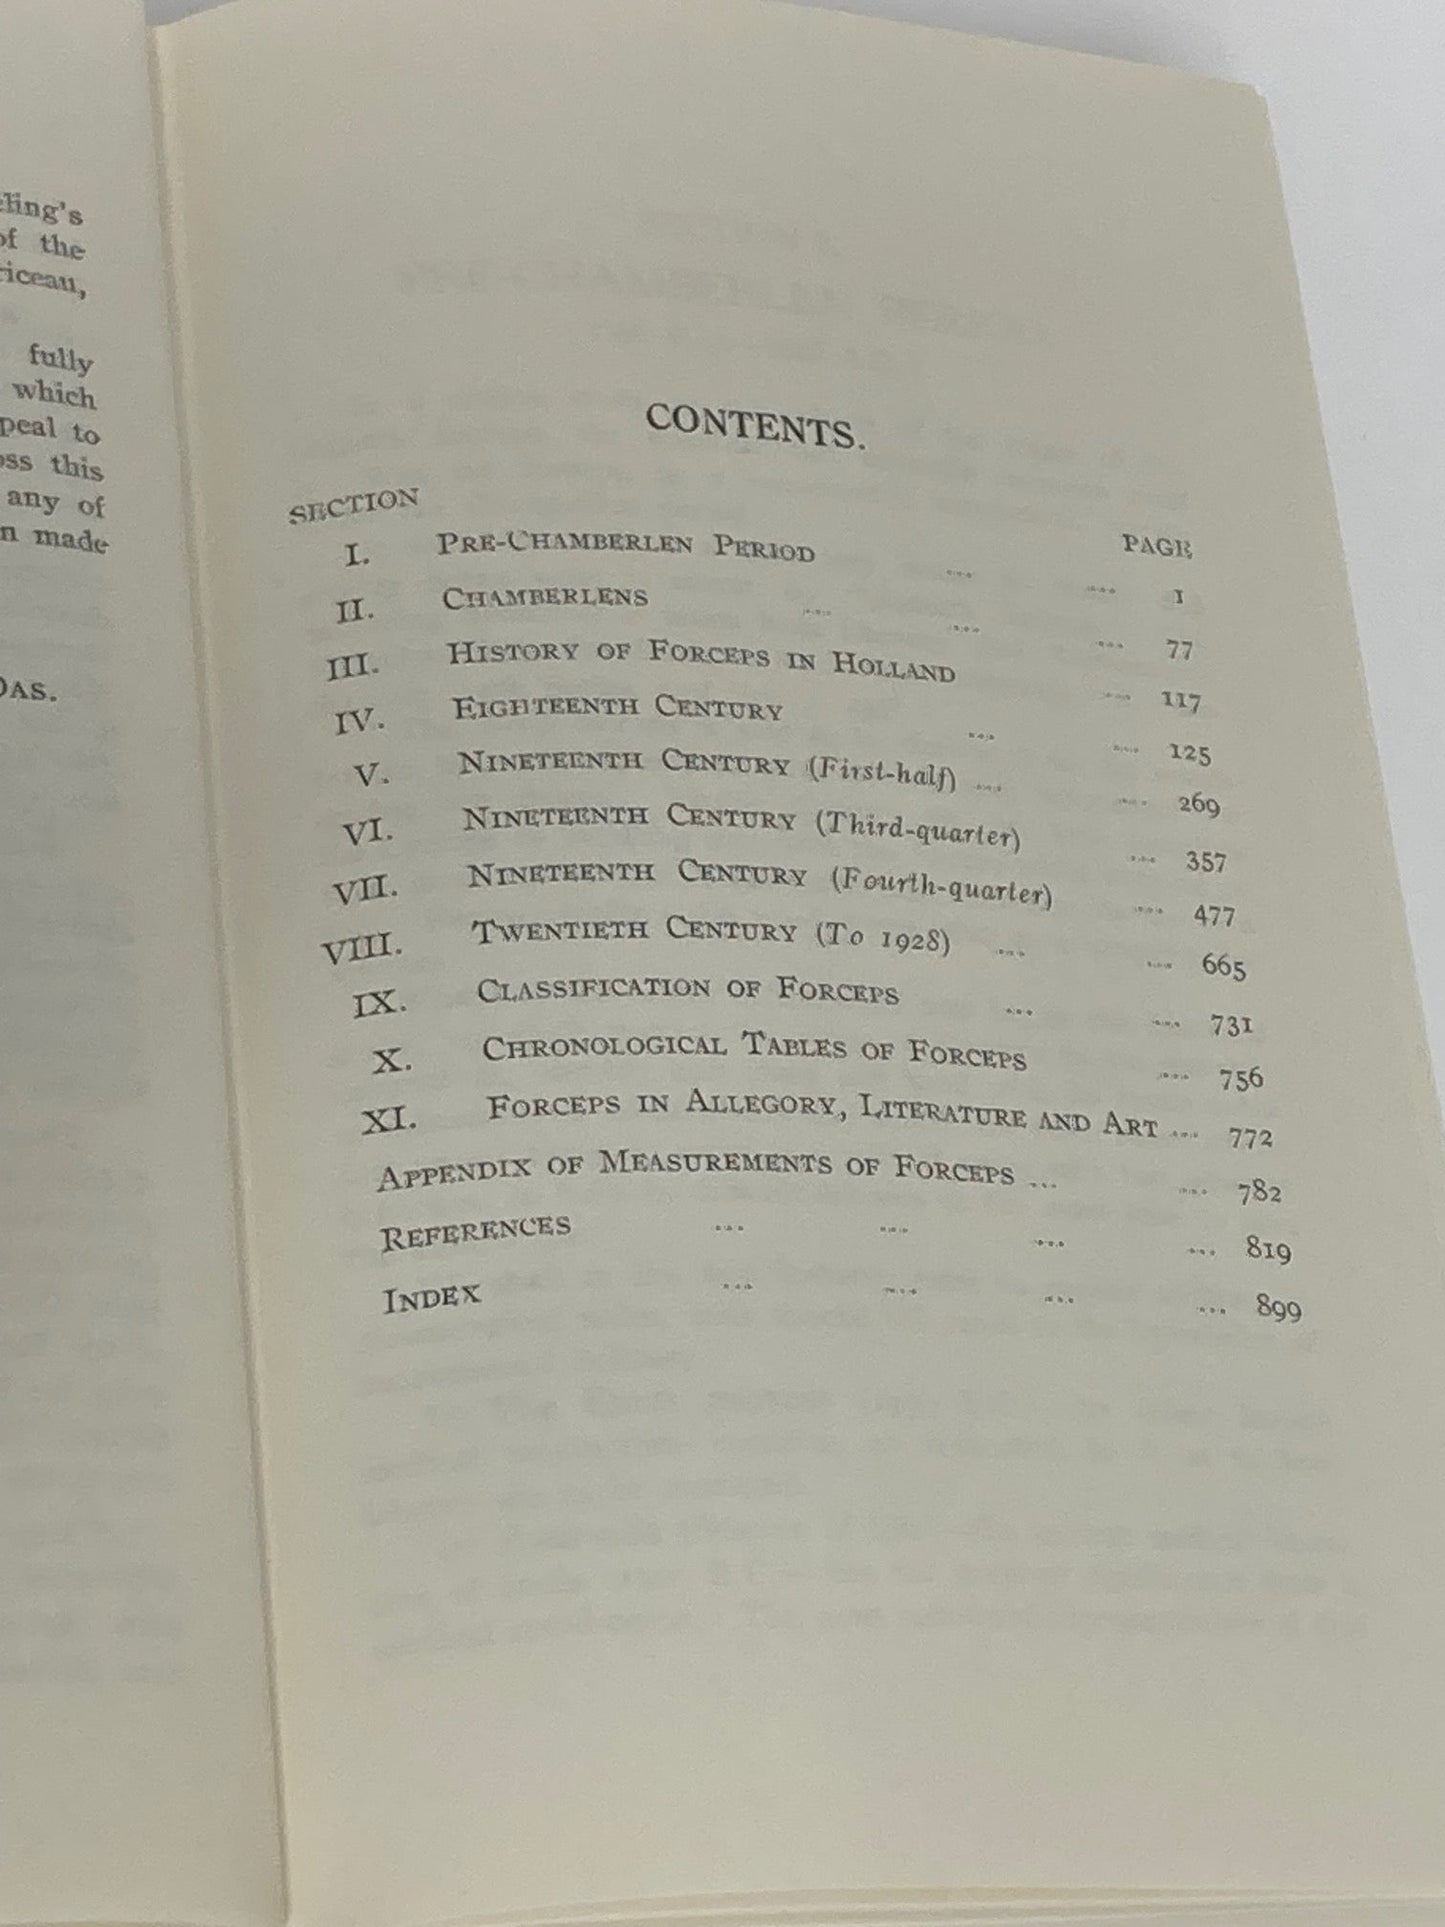 ling's
of the
riceau,
fully
which
peal to
oss this
any of
n made
DAS.
CONTENTS.
SECTION PAGE
I. PRE-CHAMBERLEN PERIOD ... ... 1
II. CHAMBERLENS ... ... ... 77
III. HISTORY OF FORCEPS IN HOLLAND ... 117
IV. EIGHTEENTH CENTURY ... ... 125
V. NINETEENTH CENTURY (First-half) ... ... 269
VI. NINETEENTH CENTURY (Third-quarter) ... 357
VII. NINETEENTH CENTURY (Fourth-quarter) ... 477
VIII. TWENTIETH CENTURY (To 1928) ... ... 665
IX. CLASSIFICATION OF FORCEPS ... ... 731
X. CHRONOLOGICAL TABLES OF FORCEPS ... 756
XI. FORCEPS IN ALLEGORY, LITERATURE AND ART ... 772
APPENDIX OF MEASUREMENTS OF FORCEPS ... ... 782
REFERENCES ... ... ... ... 819
INDEX ... ... ... ... 899